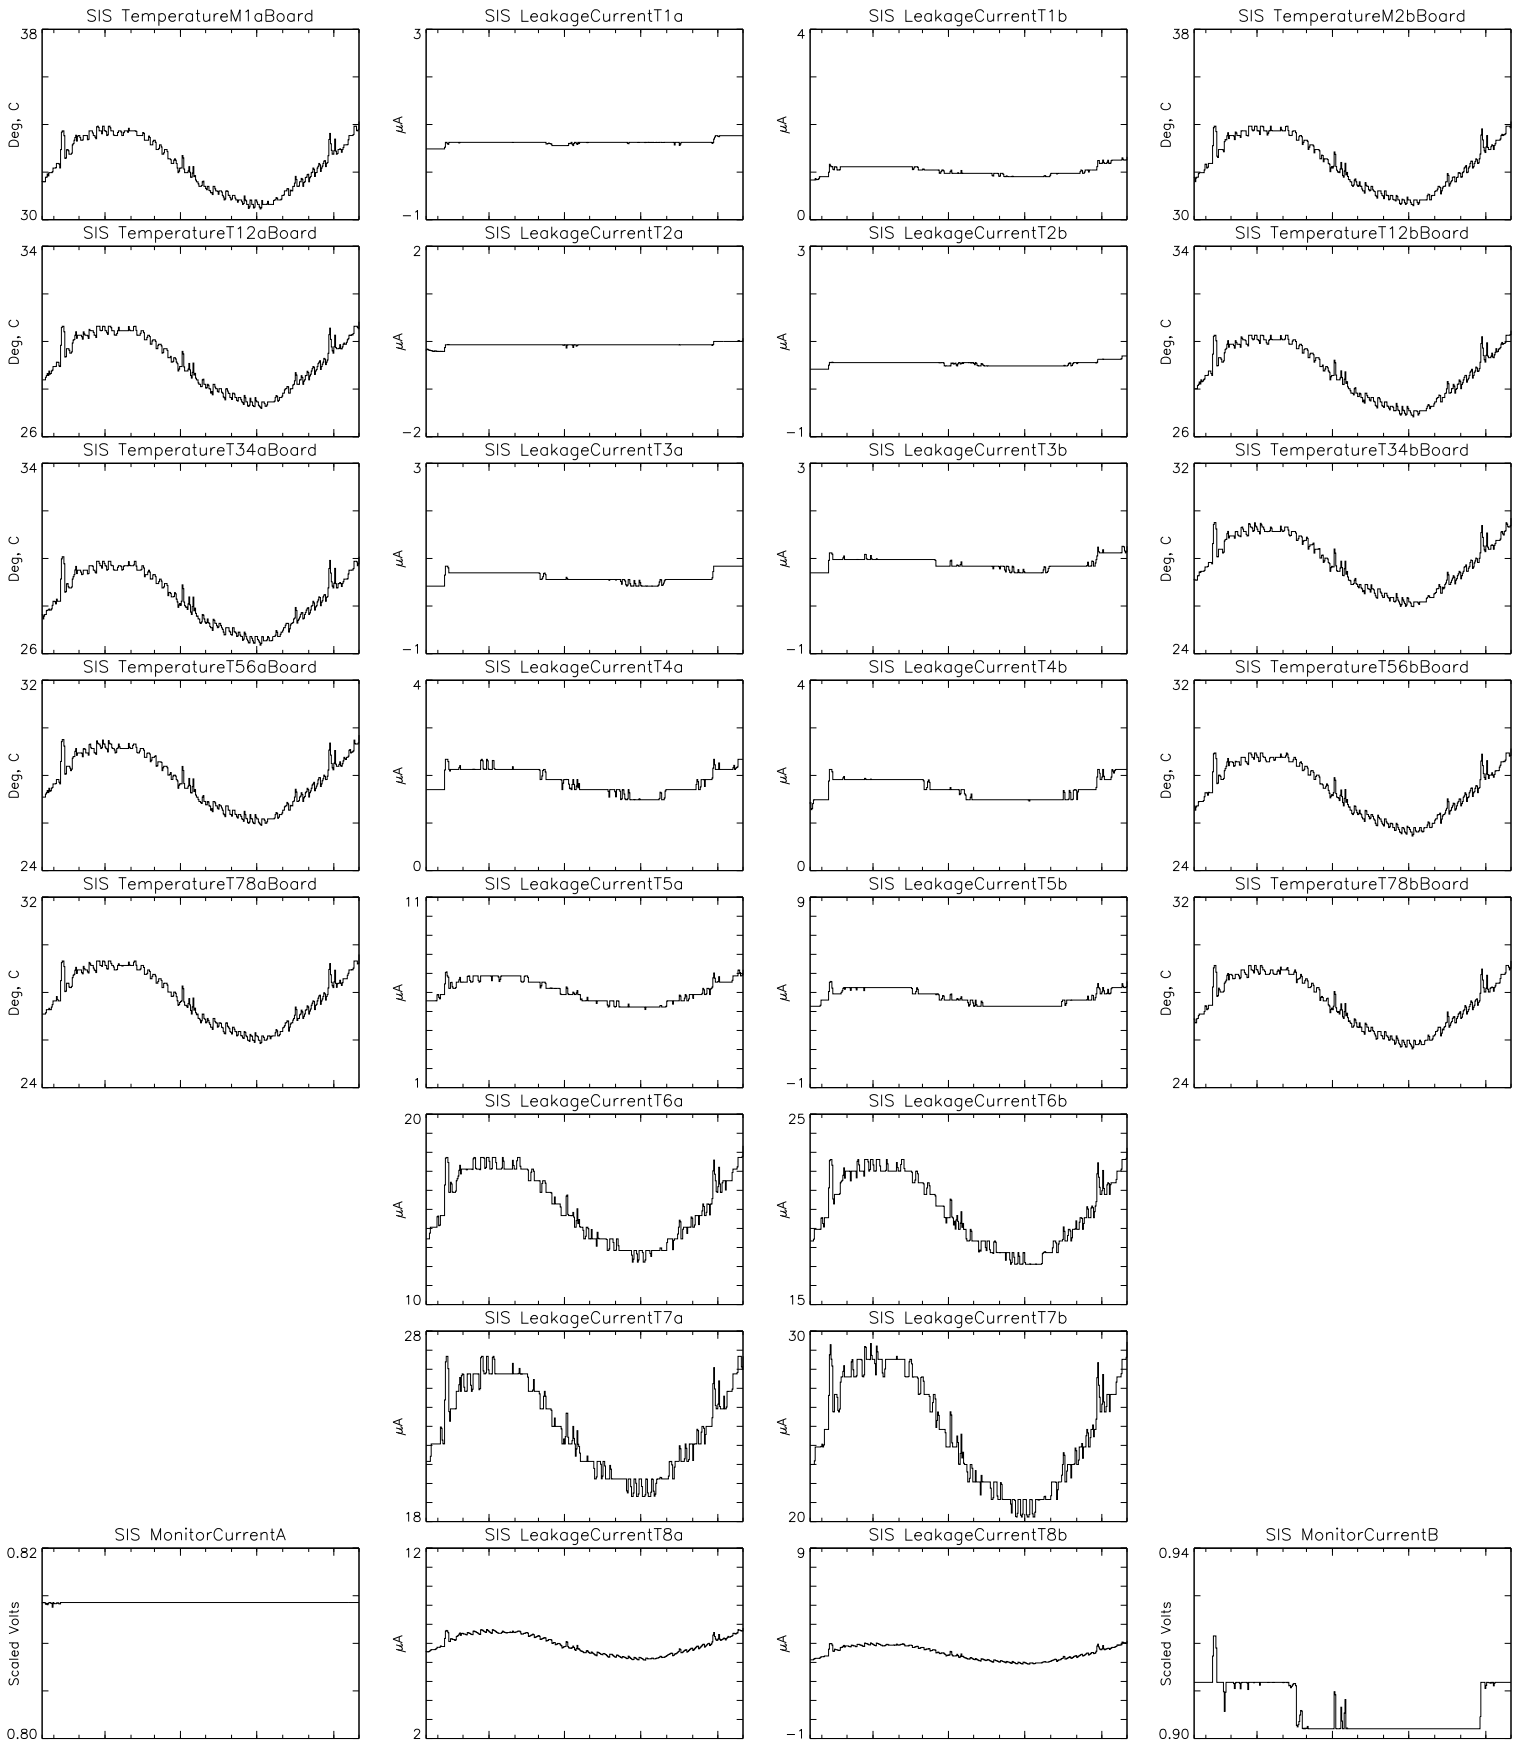 SIS TemperatureM1aBoard
38
Deg, C
30
SIS LeakageCurrentT1a
3
μA
-1
SIS LeakageCurrentT1b
4
μA
0
SIS TemperatureM2bBoard
38
Deg, C
30
SIS TemperatureT12aBoard
34
Deg, C
26
SIS LeakageCurrentT2a
2
μA
-2
SIS LeakageCurrentT2b
3
μA
-1
SIS TemperatureT12bBoard
34
Deg, C
26
SIS TemperatureT34aBoard
34
Deg, C
26
SIS LeakageCurrentT3a
3
μA
-1
SIS LeakageCurrentT3b
3
μA
-1
SIS TemperatureT34bBoard
32
Deg, C
24
SIS TemperatureT56aBoard
32
Deg, C
24
SIS LeakageCurrentT4a
4
μA
0
SIS LeakageCurrentT4b
4
μA
0
SIS TemperatureT56bBoard
32
Deg, C
24
SIS TemperatureT78aBoard
32
Deg, C
24
SIS LeakageCurrentT5a
11
μA
1
SIS LeakageCurrentT5b
9
μA
-1
SIS TemperatureT78bBoard
32
Deg, C
24
SIS LeakageCurrentT6a
20
μA
10
SIS LeakageCurrentT6b
25
μA
15
SIS LeakageCurrentT7a
28
μA
18
SIS LeakageCurrentT7b
30
μA
20
SIS MonitorCurrentA
0.82
Scaled Volts
0.80
SIS LeakageCurrentT8a
12
μA
2
SIS LeakageCurrentT8b
9
μA
-1
SIS MonitorCurrentB
0.94
Scaled Volts
0.90